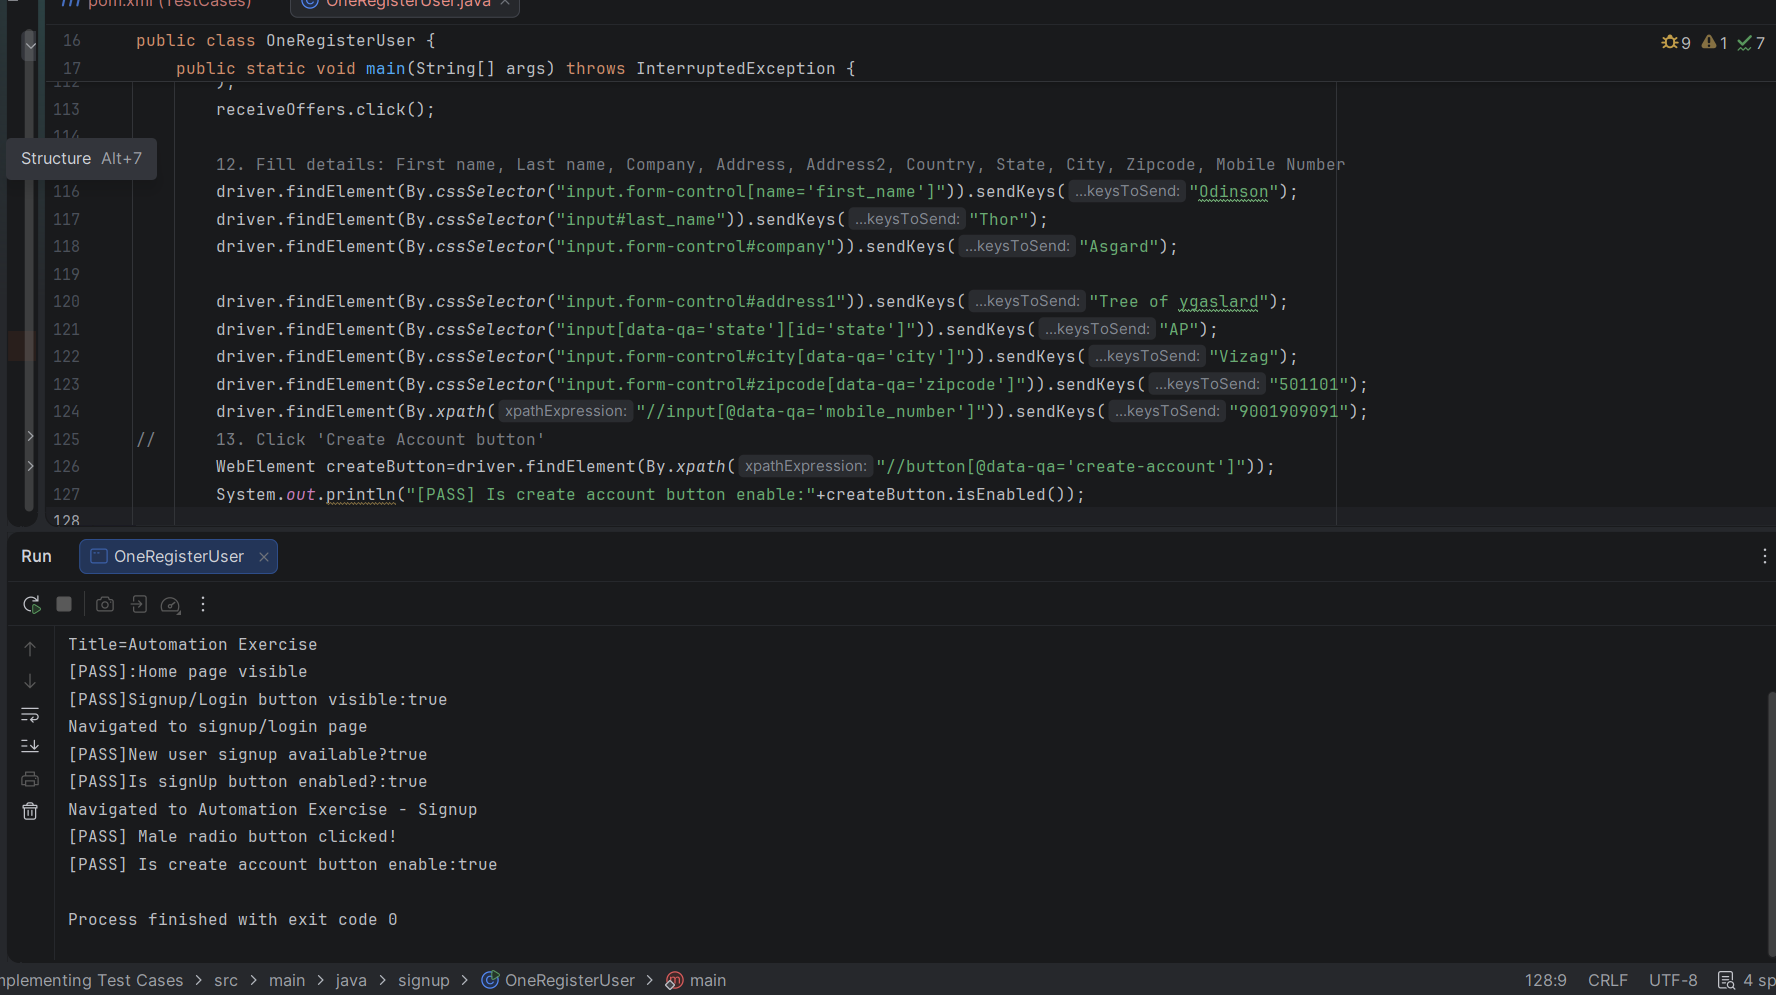 pom.xml (TestCases)
OneRegisterUser.java ×
16 public class OneRegisterUser {
9 1 7
17 public static void main(String[] args) throws InterruptedException {
112 );
113 receiveOffers.click();
114
Structure Alt+7
12. Fill details: First name, Last name, Company, Address, Address2, Country, State, City, Zipcode, Mobile Number
116 driver.findElement(By.cssSelector("input.form-control[name='first_name']")).sendKeys( ...keysToSend: "Odinson");
117 driver.findElement(By.cssSelector("input#last_name")).sendKeys( ...keysToSend: "Thor");
118 driver.findElement(By.cssSelector("input.form-control#company")).sendKeys( ...keysToSend: "Asgard");
119
120 driver.findElement(By.cssSelector("input.form-control#address1")).sendKeys( ...keysToSend: "Tree of ygaslard");
121 driver.findElement(By.cssSelector("input[data-qa='state'][id='state']")).sendKeys( ...keysToSend: "AP");
122 driver.findElement(By.cssSelector("input.form-control#city[data-qa='city']")).sendKeys( ...keysToSend: "Vizag");
123 driver.findElement(By.cssSelector("input.form-control#zipcode[data-qa='zipcode']")).sendKeys( ...keysToSend: "501101");
124 driver.findElement(By.xpath( xpathExpression: "//input[@data-qa='mobile_number']")).sendKeys( ...keysToSend: "9001909091");
125 // 13. Click 'Create Account button'
126 WebElement createButton=driver.findElement(By.xpath( xpathExpression: "//button[@data-qa='create-account']"));
127 System.out.println("[PASS] Is create account button enable:"+createButton.isEnabled());
128
Run OneRegisterUser ×
Title=Automation Exercise
[PASS]:Home page visible
[PASS]Signup/Login button visible:true
Navigated to signup/login page
[PASS]New user signup available?true
[PASS]Is signUp button enabled?:true
Navigated to Automation Exercise - Signup
[PASS] Male radio button clicked!
[PASS] Is create account button enable:true
Process finished with exit code 0
mplementing Test Cases > src > main > java > signup > OneRegisterUser > main
128:9 CRLF UTF-8 4 sp